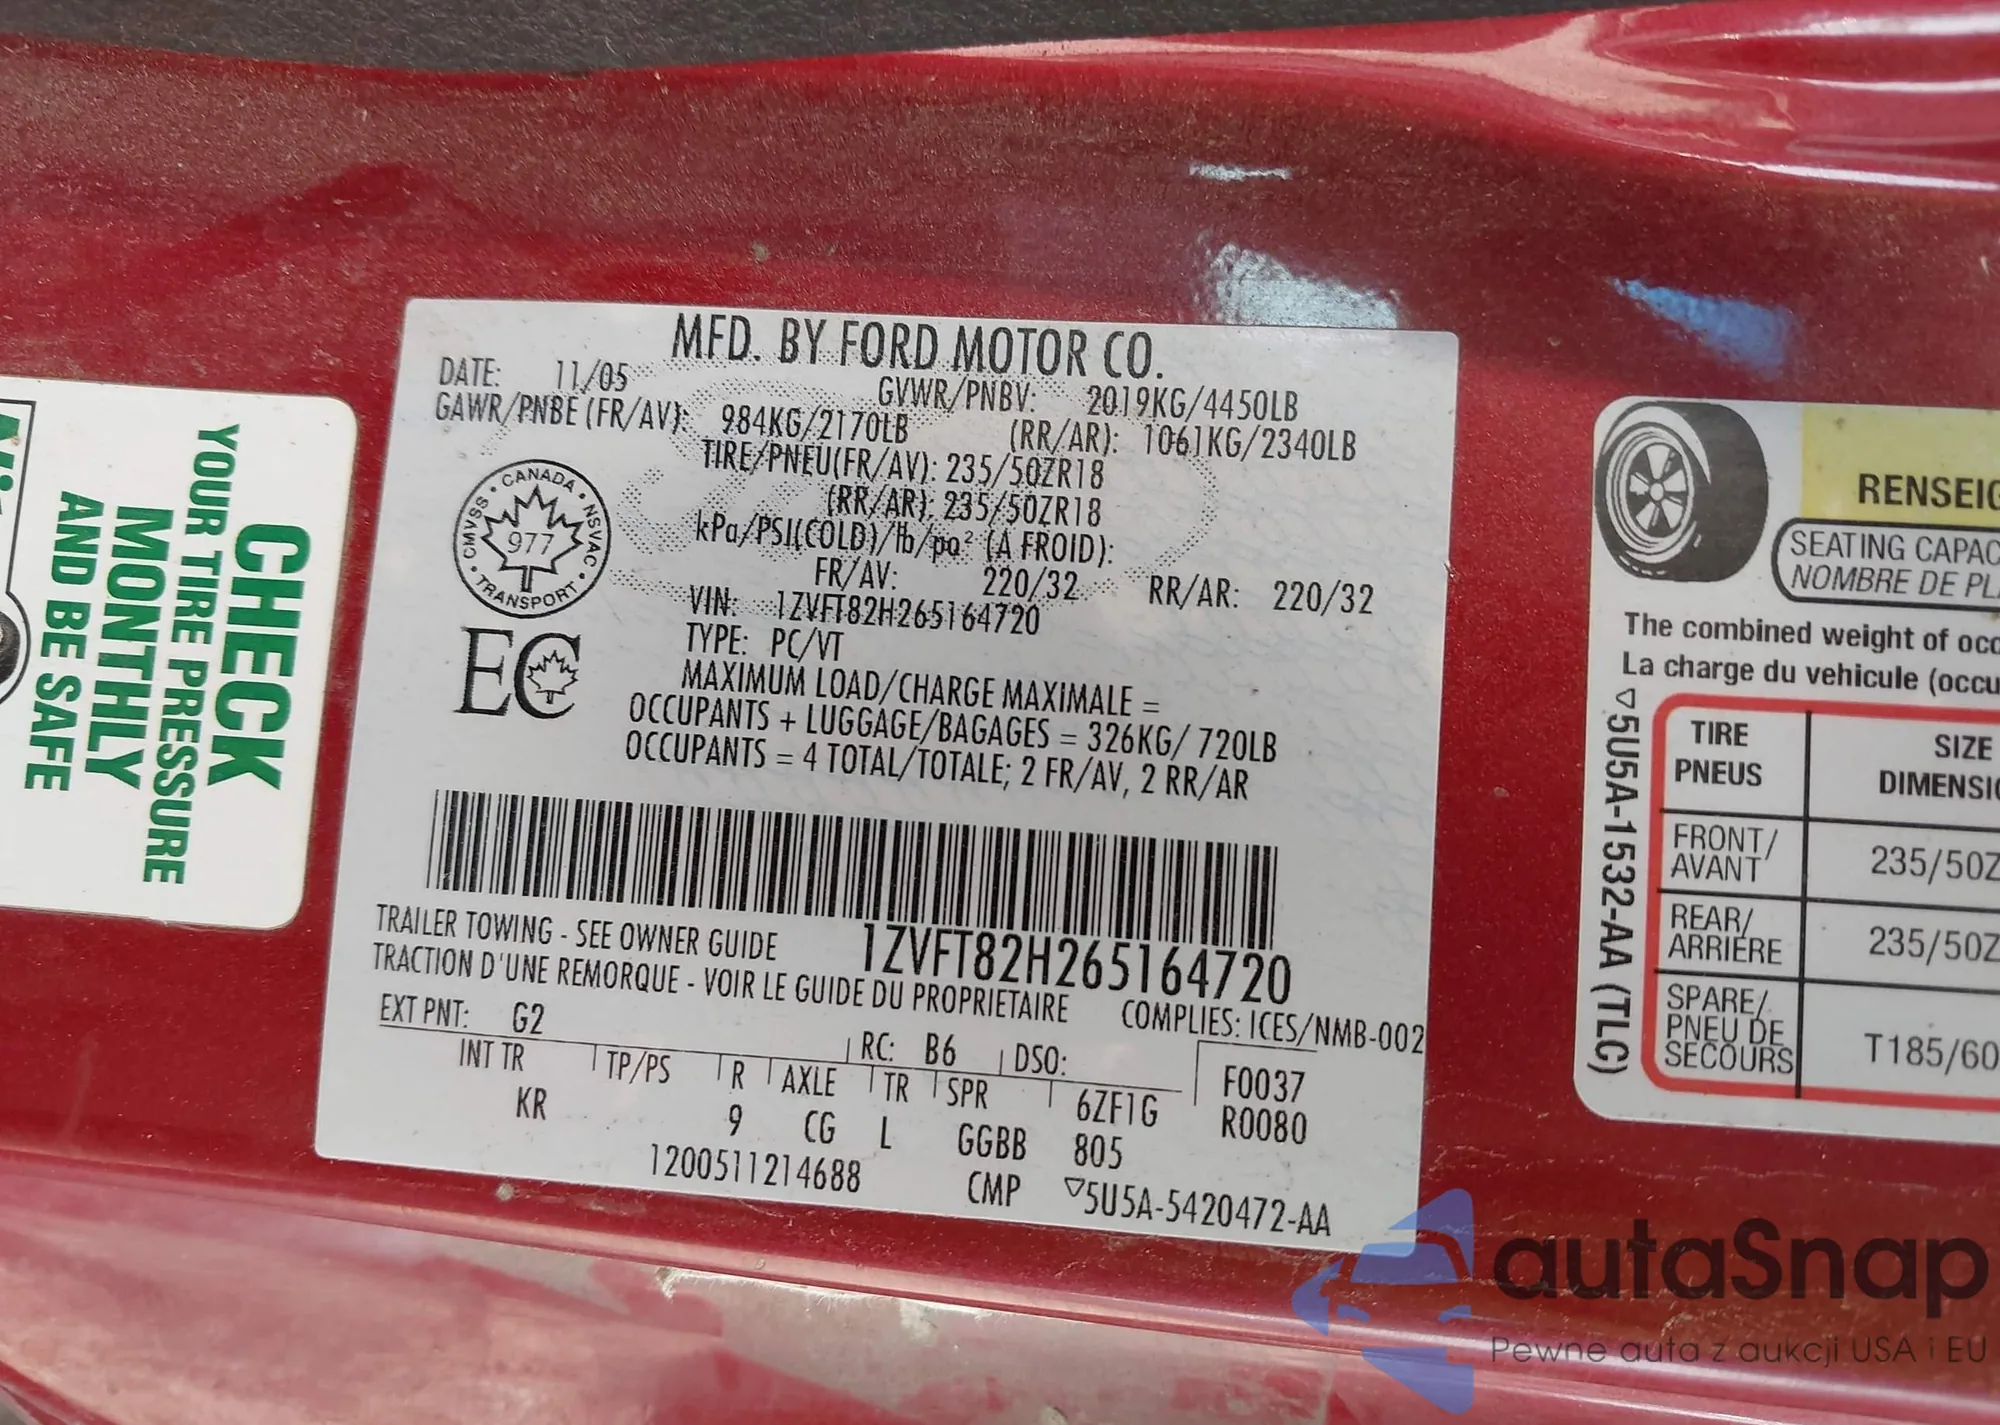 MFD. BY FORD MOTOR CO.
DATE: 11/05 GVWR/PNBV: 2019KG/4450LB
GAWR/PNBE (FR/AV): 984KG/2170LB (RR/AR): 1061KG/2340LB
TIRE/PNEU(FR/AV): 235/50ZR18
(RR/AR): 235/50ZR18
kPa/PSI(COLD)/lb/po² (A FROID):
FR/AV: 220/32 RR/AR: 220/32
VIN: 1ZVFT82H265164720
TYPE: PC/VT
MAXIMUM LOAD/CHARGE MAXIMALE =
OCCUPANTS + LUGGAGE/BAGAGES = 326KG/ 720LB
OCCUPANTS = 4 TOTAL/TOTALE; 2 FR/AV, 2 RR/AR
CANADA · NSVAC · TRANSPORT · CMVSS
977
EC
TRAILER TOWING - SEE OWNER GUIDE 1ZVFT82H265164720
TRACTION D'UNE REMORQUE - VOIR LE GUIDE DU PROPRIETAIRE
COMPLIES: ICES/NMB-002
EXT PNT: G2 RC: B6 DSO: F0037
INT TR TP/PS R AXLE TR SPR 6ZF1G R0080
KR 9 CG L GGBB 805
1200511214688 CMP ▽5U5A-5420472-AA
CHECK
YOUR TIRE PRESSURE
MONTHLY
AND BE SAFE
RENSEIG
SEATING CAPAC
NOMBRE DE PL
The combined weight of occ
La charge du vehicule (occu
▽5U5A-1532-AA (TLC)
TIRE SIZE
PNEUS DIMENSI
FRONT/
AVANT 235/50Z
REAR/
ARRIÈRE 235/50Z
SPARE/
PNEU DE
SECOURS T185/60
autaSnap
Pewne auta z aukcji USA i EU